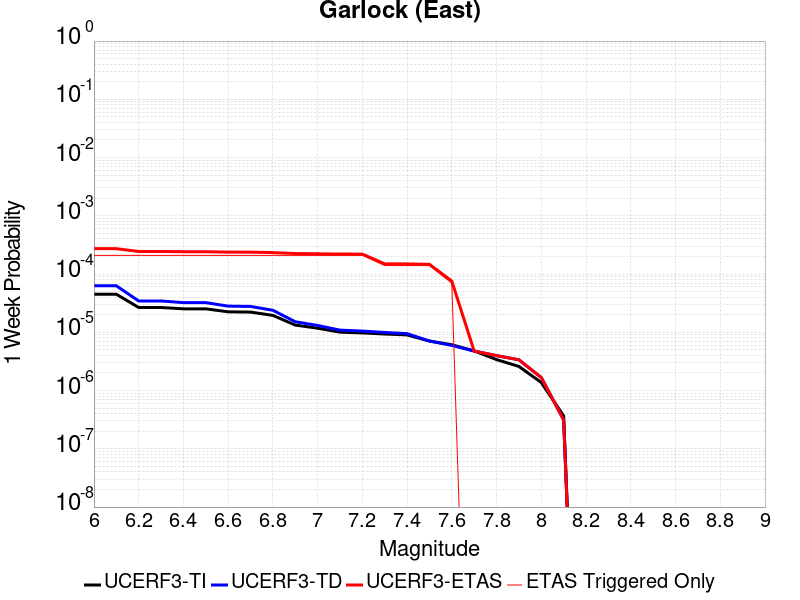 Garlock (East)
10^0
10^-1
10^-2
10^-3
10^-4
10^-5
10^-6
10^-7
10^-8
1 Week Probability
6 6.2 6.4 6.6 6.8 7 7.2 7.4 7.6 7.8 8 8.2 8.4 8.6 8.8 9
Magnitude
UCERF3-TI UCERF3-TD UCERF3-ETAS ETAS Triggered Only